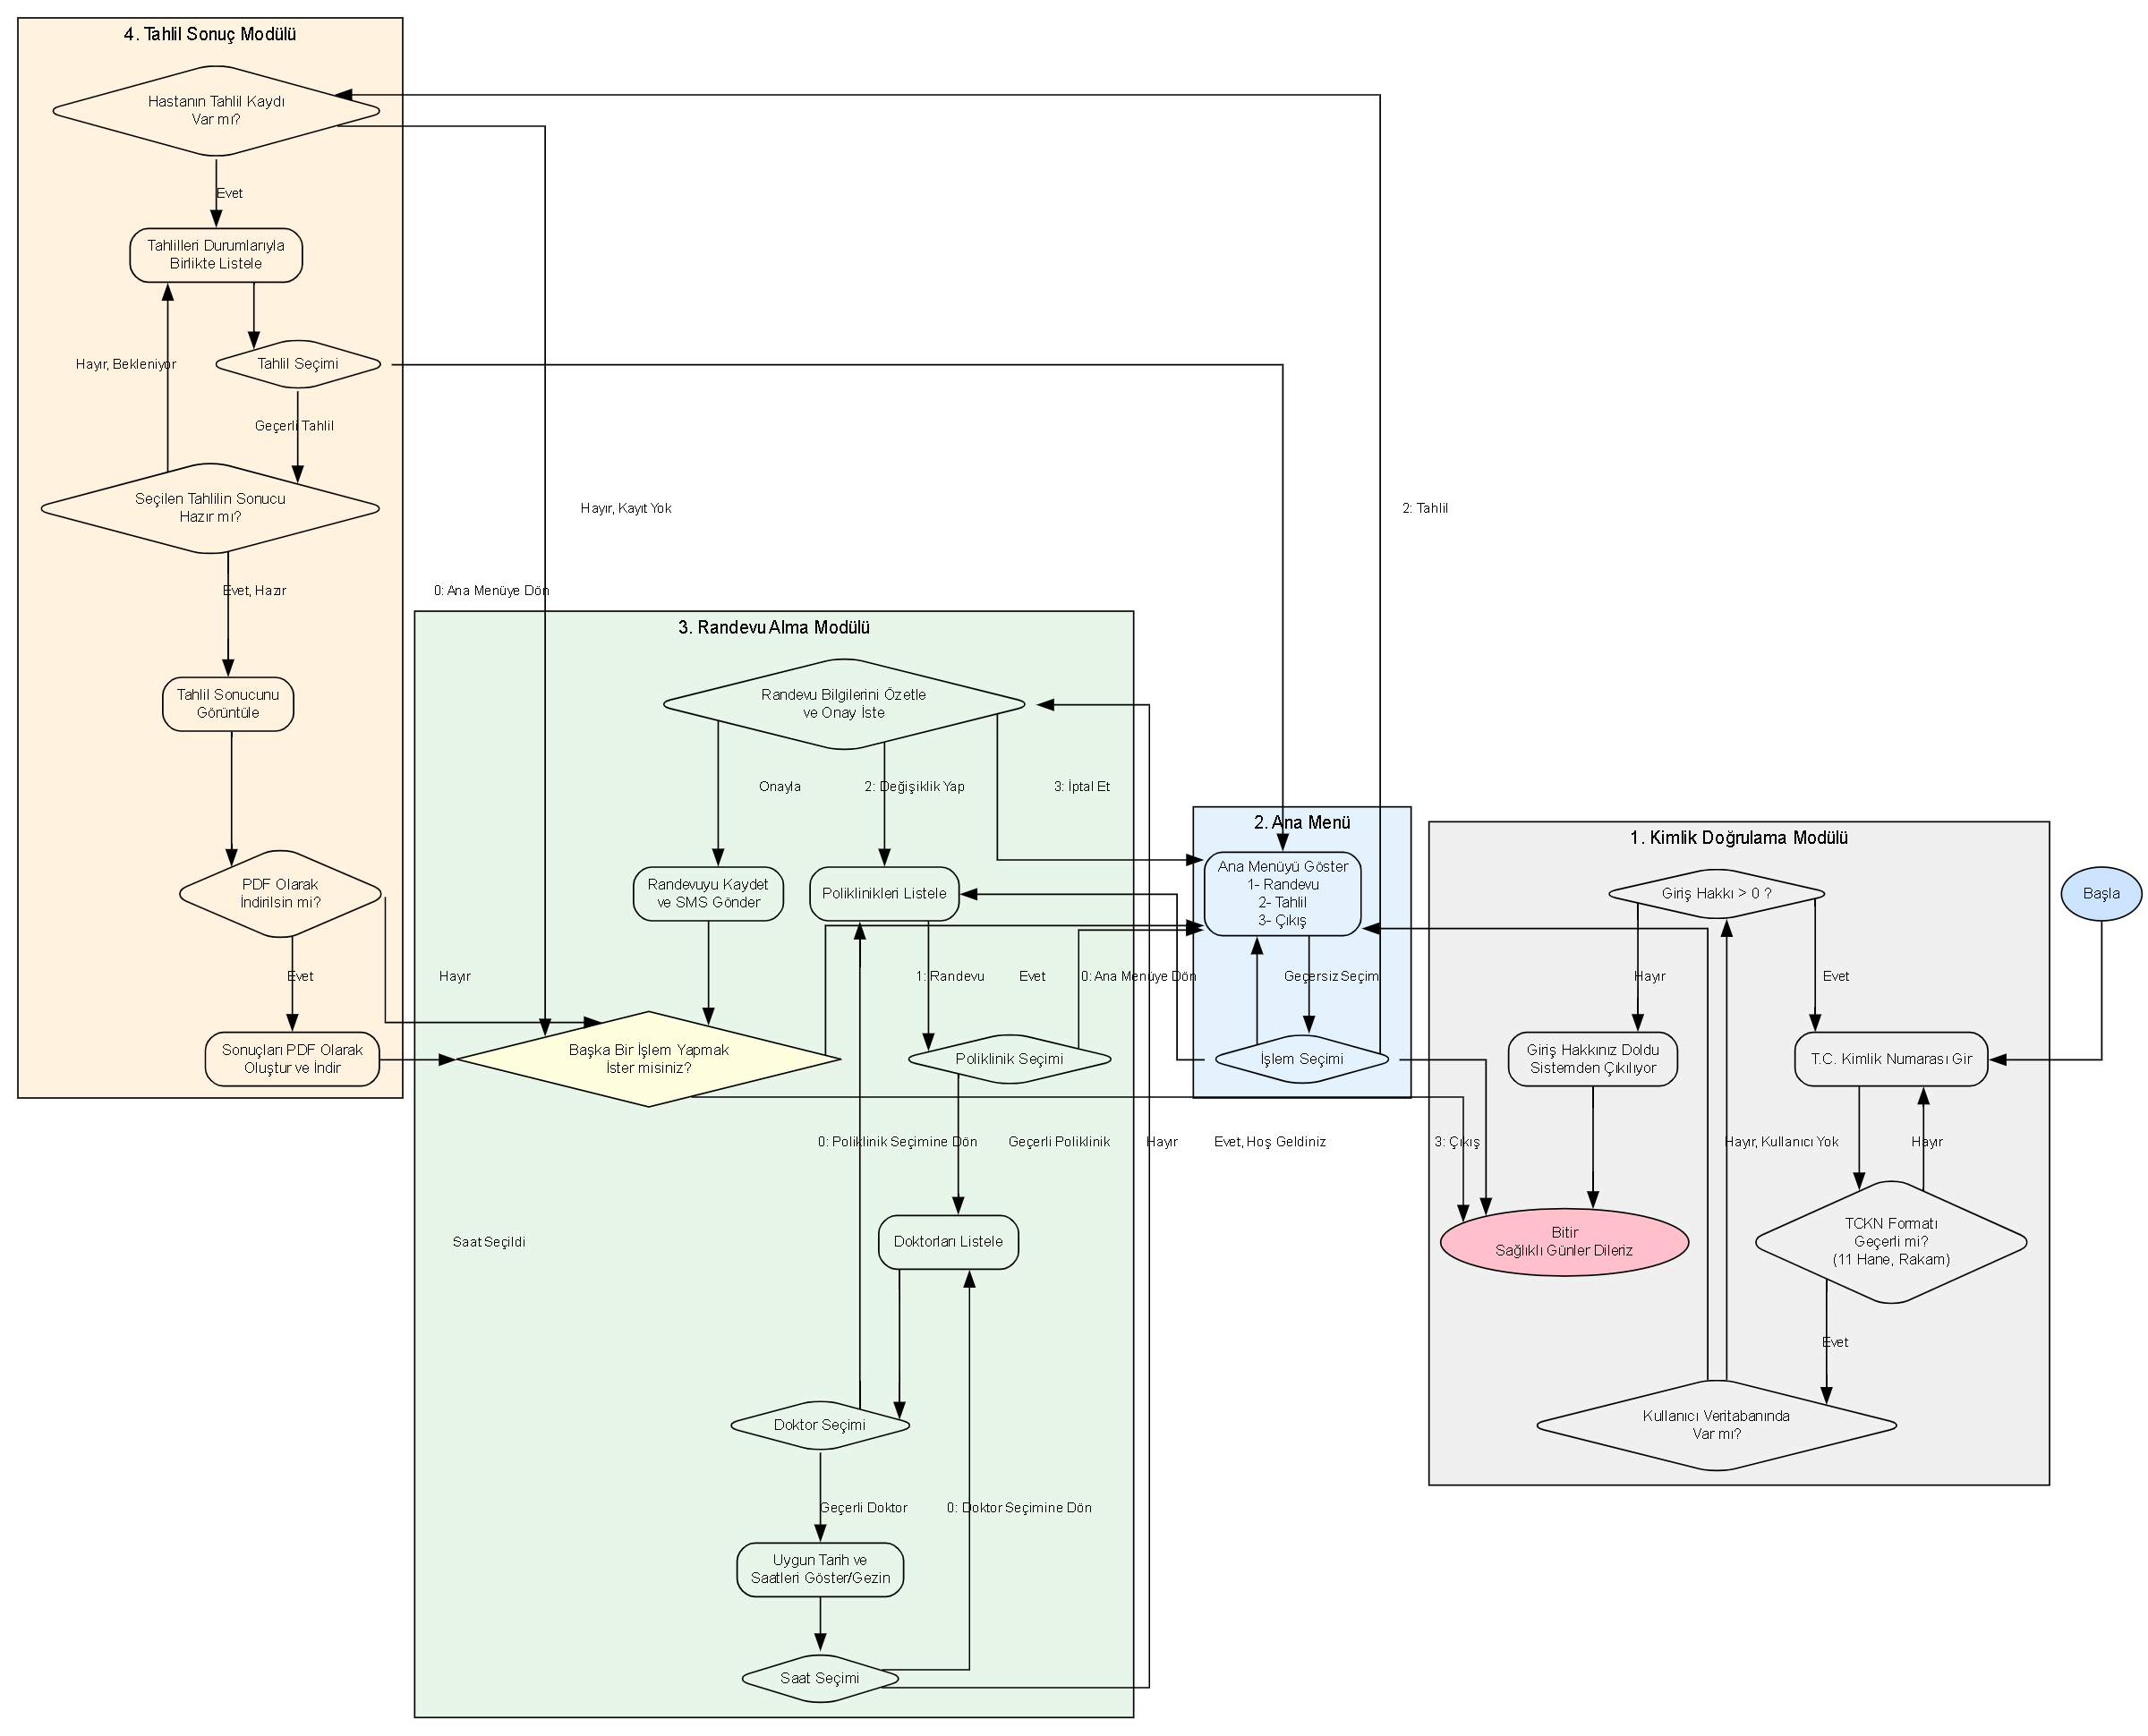 4. Tahlil Sonuç Modülü
Hastanın Tahlil Kaydı
Var mı?
Evet
Tahlilleri Durumlarıyla
Birlikte Listele
Hayır, Bekleniyor
Tahlil Seçimi
Geçerli Tahlil
Seçilen Tahlilin Sonucu
Hazır mı?
Evet, Hazır
Tahlil Sonucunu
Görüntüle
PDF Olarak
İndirilsin mi?
Evet
Sonuçları PDF Olarak
Oluştur ve İndir
Hayır, Kayıt Yok
2: Tahlil
0: Ana Menüye Dön
3. Randevu Alma Modülü
Randevu Bilgilerini Özetle
ve Onay İste
Onayla
2: Değişiklik Yap
3: İptal Et
Randevuyu Kaydet
ve SMS Gönder
Poliklinikleri Listele
Hayır
1: Randevu
Evet
0: Ana Menüye Dön
Başka Bir İşlem Yapmak
İster misiniz?
Poliklinik Seçimi
0: Poliklinik Seçimine Dön
Geçerli Poliklinik
Hayır
Evet, Hoş Geldiniz
3: Çıkış
Saat Seçildi
Doktorları Listele
Doktor Seçimi
Geçerli Doktor
0: Doktor Seçimine Dön
Uygun Tarih ve
Saatleri Göster/Gezin
Saat Seçimi
2. Ana Menü
Ana Menüyü Göster
1- Randevu
2- Tahlil
3- Çıkış
Geçersiz Seçim
İşlem Seçimi
1. Kimlik Doğrulama Modülü
Giriş Hakkı > 0 ?
Hayır
Evet
Giriş Hakkınız Doldu
Sistemden Çıkılıyor
T.C. Kimlik Numarası Gir
Hayır, Kullanıcı Yok
Hayır
Bitir
Sağlıklı Günler Dileriz
TCKN Formatı
Geçerli mi?
(11 Hane, Rakam)
Evet
Kullanıcı Veritabanında
Var mı?
Başla